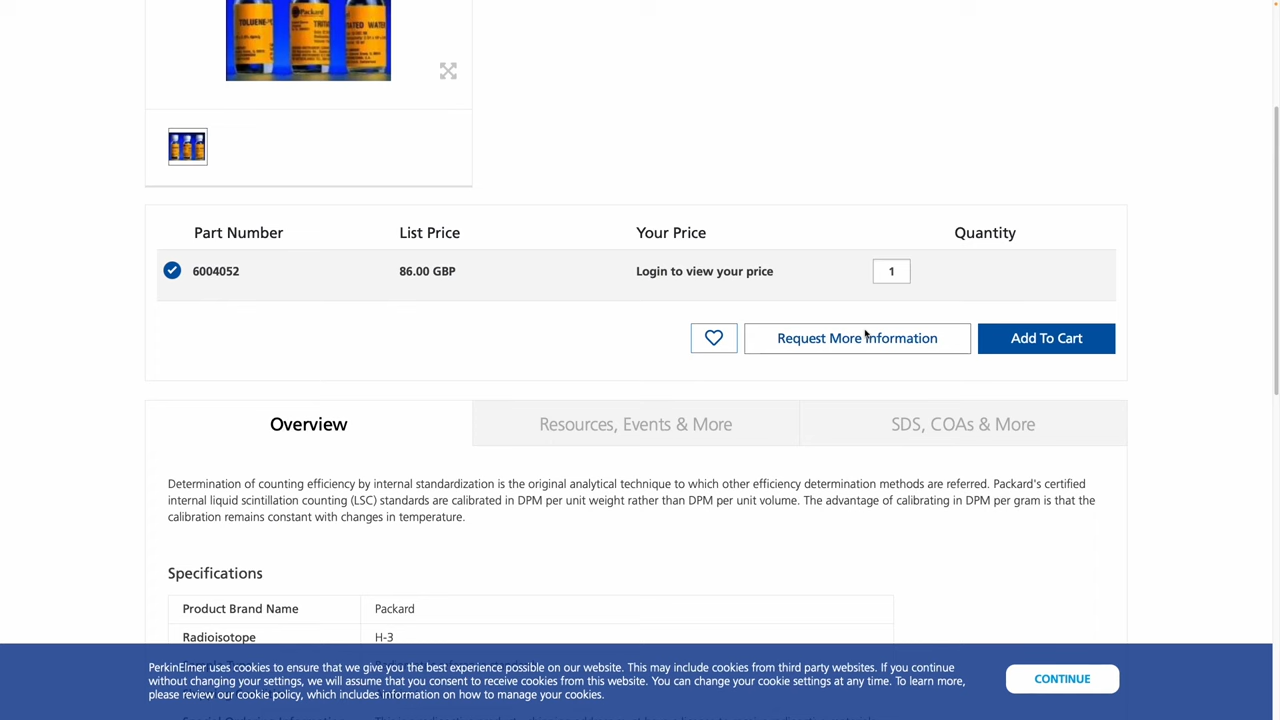 TOLUENE
Packard
TRIT
ATED WATER
Part Number
List Price
Your Price
Quantity
6004052
86.00 GBP
Login to view your price
1
Request More Information
Add To Cart
Overview
Resources, Events & More
SDS, COAs & More
Determination of counting efficiency by internal standardization is the original analytical technique to which other efficiency determination methods are referred. Packard's certified
internal liquid scintillation counting (LSC) standards are calibrated in DPM per unit weight rather than DPM per unit volume. The advantage of calibrating in DPM per gram is that the
calibration remains constant with changes in temperature.
Specifications
Product Brand Name
Packard
Radioisotope
H-3
PerkinElmer uses cookies to ensure that we give you the best experience possible on our website. This may include cookies from third party websites. If you continue
without changing your settings, we will assume that you consent to receive cookies from this website. You can change your cookie settings at any time. To learn more,
please review our cookie policy, which includes information on how to manage your cookies.
CONTINUE